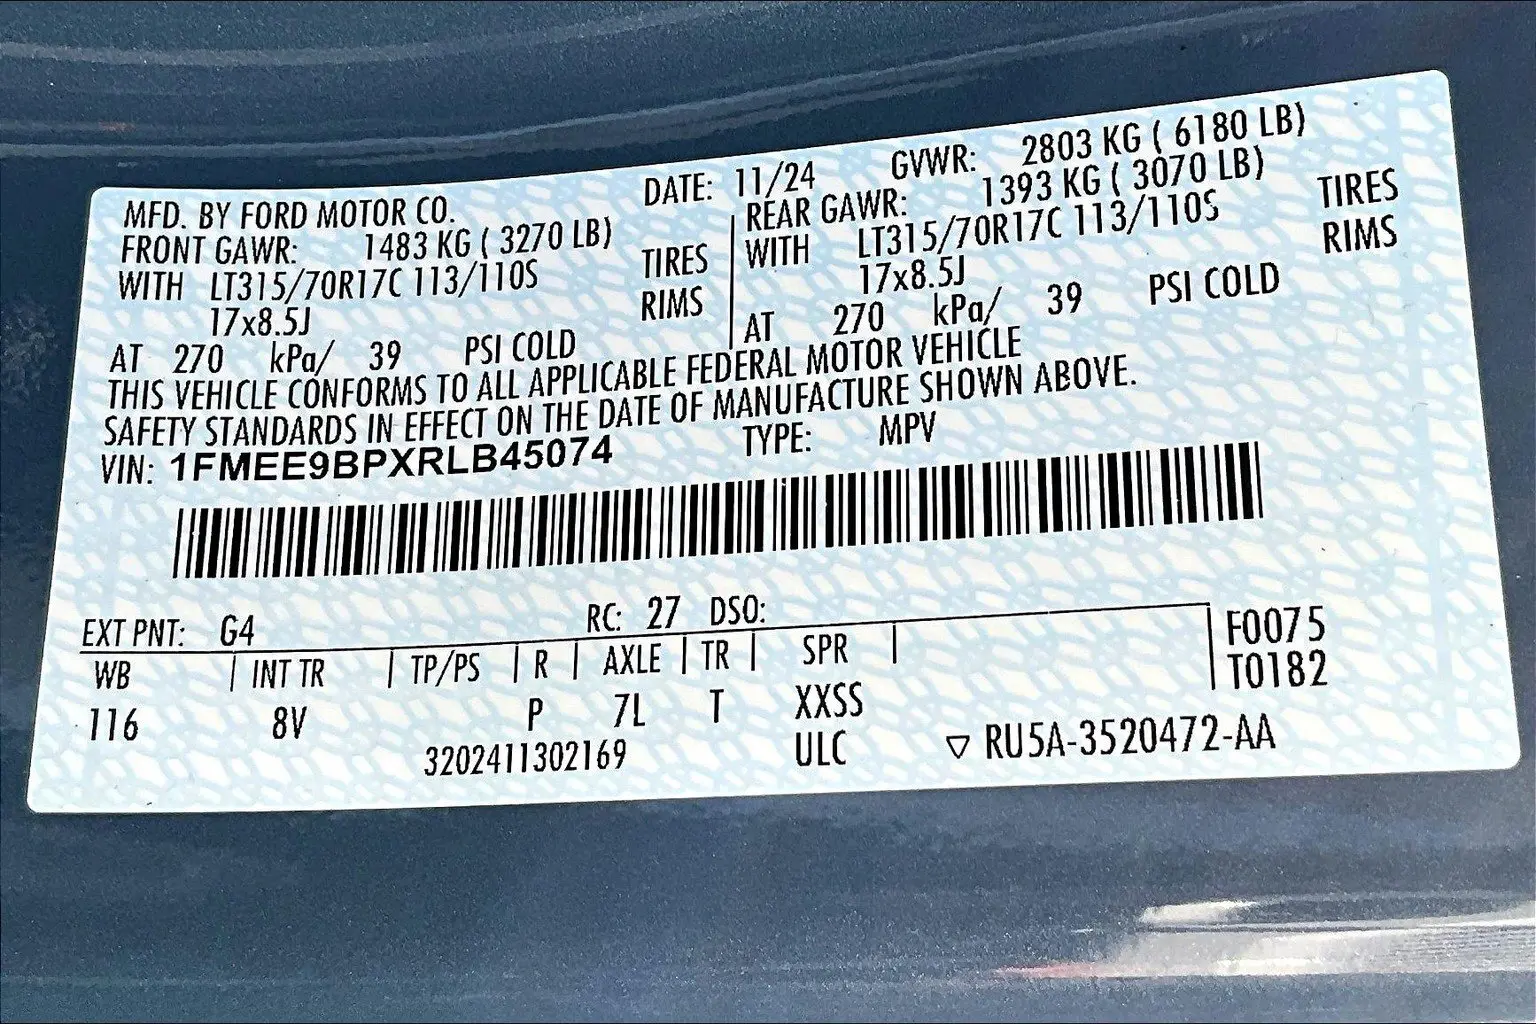 MFD. BY FORD MOTOR CO.
DATE: 11/24
GVWR: 2803 KG ( 6180 LB)
FRONT GAWR: 1483 KG ( 3270 LB)
WITH LT315/70R17C 113/110S TIRES
17x8.5J RIMS
AT 270 kPa/ 39 PSI COLD
REAR GAWR: 1393 KG ( 3070 LB)
WITH LT315/70R17C 113/110S TIRES
17x8.5J RIMS
AT 270 kPa/ 39 PSI COLD
THIS VEHICLE CONFORMS TO ALL APPLICABLE FEDERAL MOTOR VEHICLE
SAFETY STANDARDS IN EFFECT ON THE DATE OF MANUFACTURE SHOWN ABOVE.
VIN: 1FMEE9BPXRLB45074 TYPE: MPV
EXT PNT: G4 RC: 27 DSO: F0075
WB INT TR TP/PS R AXLE TR SPR T0182
116 8V P 7L T XXSS
3202411302169 ULC ▽ RU5A-3520472-AA